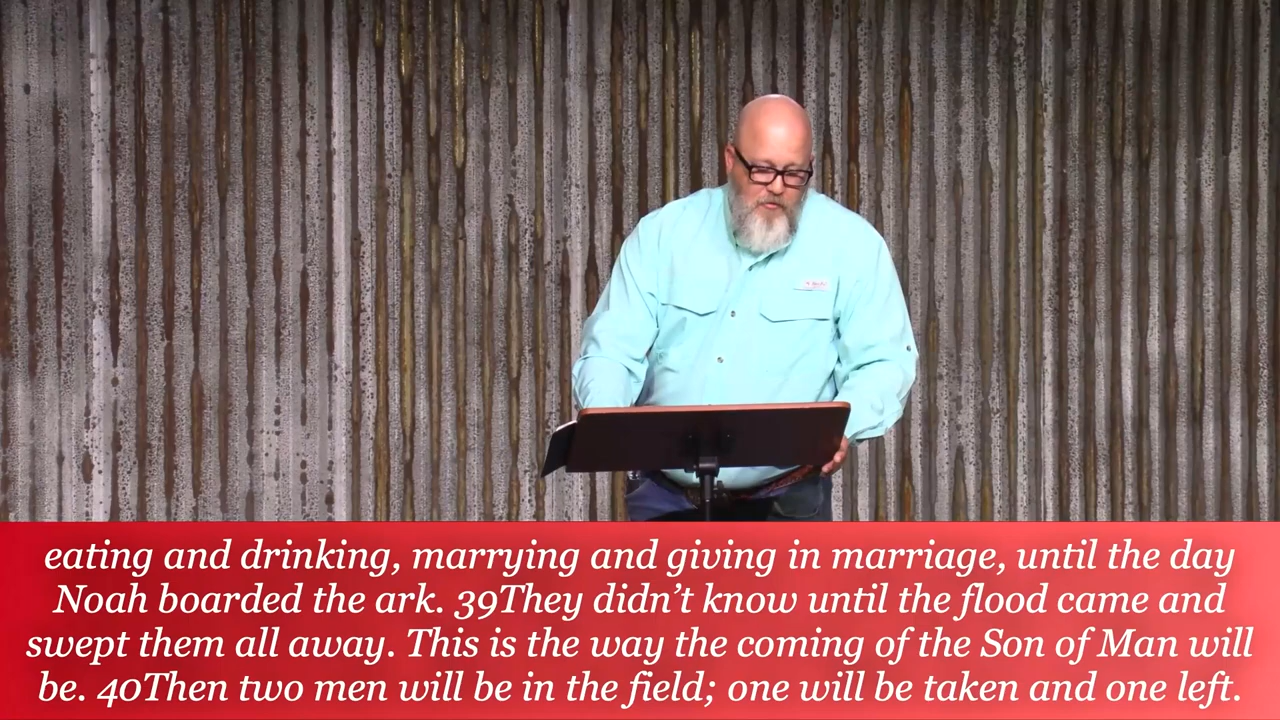 eating and drinking, marrying and giving in marriage, until the day
Noah boarded the ark. 39They didn’t know until the flood came and
swept them all away. This is the way the coming of the Son of Man will
be. 40Then two men will be in the field; one will be taken and one left.